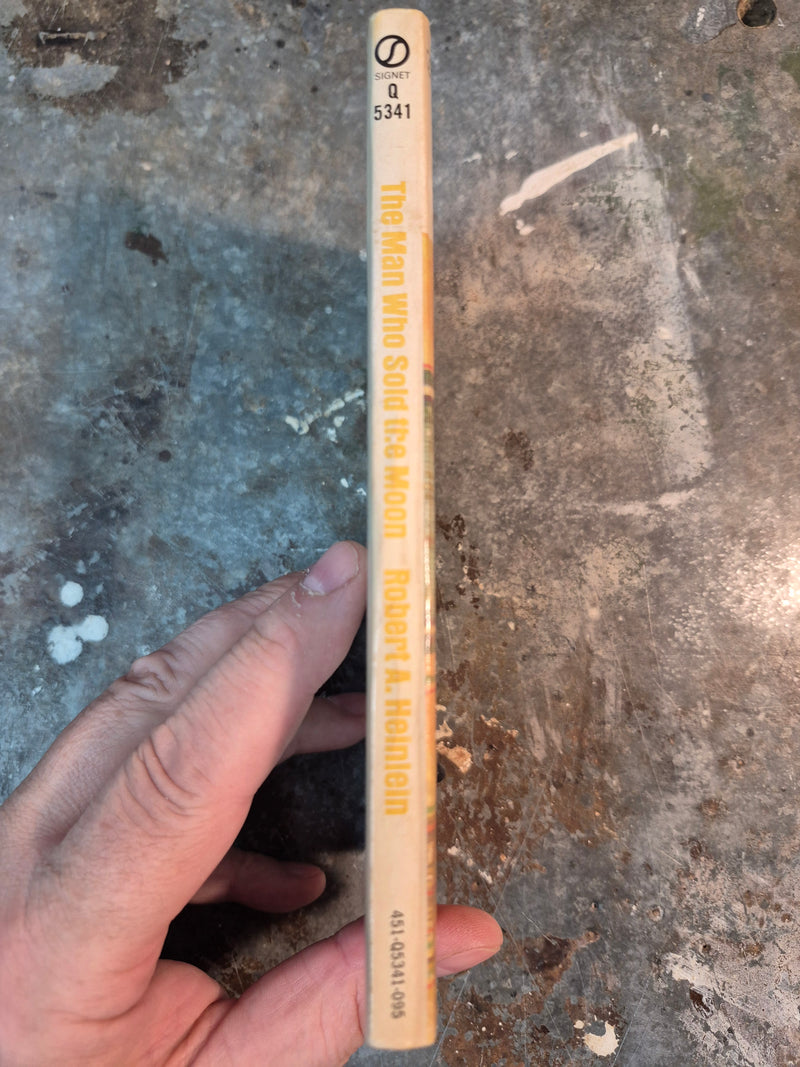 SIGNET
Q
5341
The Man Who Sold the Moon Robert A. Heinlein
451-Q5341-095